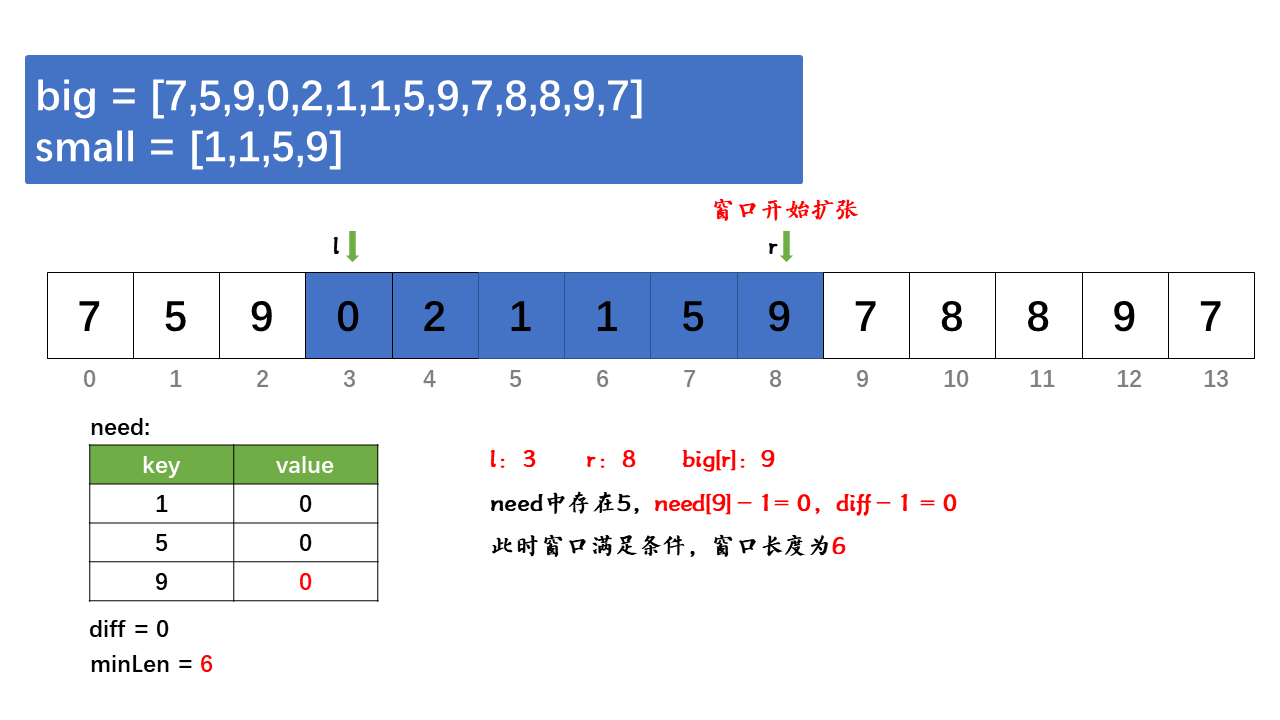 big = [7,5,9,0,2,1,1,5,9,7,8,8,9,7]
small = [1,1,5,9]
窗口开始扩张
l r
7 5 9 0 2 1 1 5 9 7 8 8 9 7
0 1 2 3 4 5 6 7 8 9 10 11 12 13
need:
key value
1 0
5 0
9 0
diff = 0
minLen = 6
l：3 r：8 big[r]：9
need中存在5，need[9]－1＝0，diff－1＝0
此时窗口满足条件，窗口长度为6